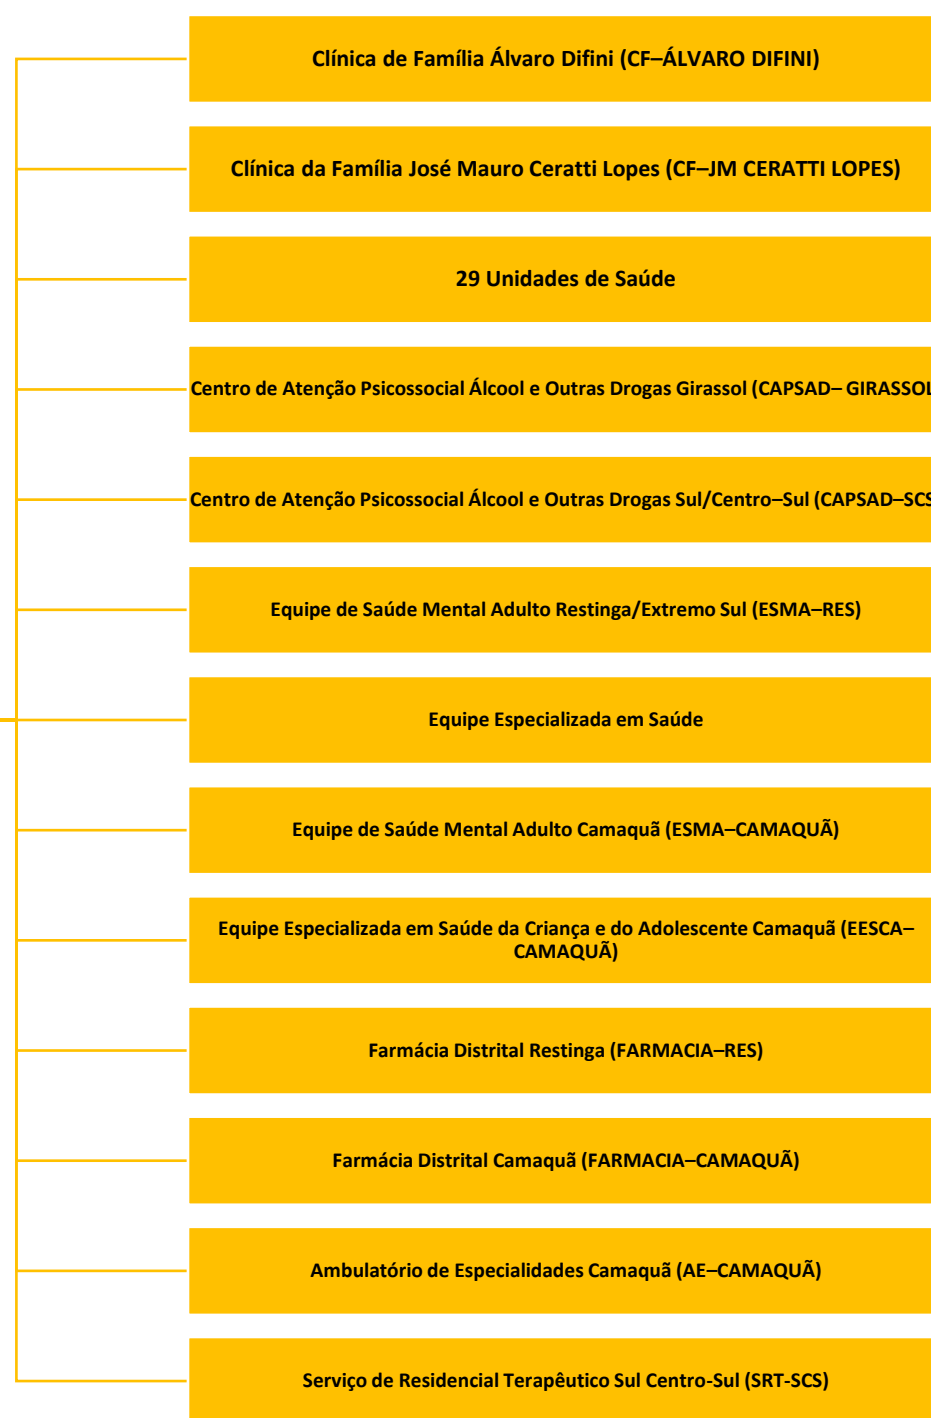 Clínica de Família Álvaro Difini (CF–ÁLVARO DIFINI)
Clínica da Família José Mauro Ceratti Lopes (CF–JM CERATTI LOPES)
29 Unidades de Saúde
Centro de Atenção Psicossocial Álcool e Outras Drogas Girassol (CAPSAD– GIRASSOL
Centro de Atenção Psicossocial Álcool e Outras Drogas Sul/Centro–Sul (CAPSAD–SCS
Equipe de Saúde Mental Adulto Restinga/Extremo Sul (ESMA–RES)
Equipe Especializada em Saúde
Equipe de Saúde Mental Adulto Camaquã (ESMA–CAMAQUÃ)
Equipe Especializada em Saúde da Criança e do Adolescente Camaquã (EESCA–
CAMAQUÃ)
Farmácia Distrital Restinga (FARMACIA–RES)
Farmácia Distrital Camaquã (FARMACIA–CAMAQUÃ)
Ambulatório de Especialidades Camaquã (AE–CAMAQUÃ)
Serviço de Residencial Terapêutico Sul Centro-Sul (SRT-SCS)